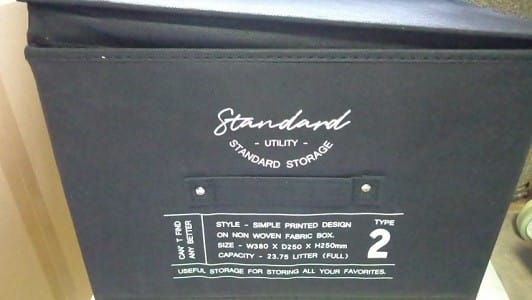 Standard
- UTILITY -
STANDARD STORAGE
CAN'T FIND
ANY BETTER
STYLE - SIMPLE PRINTED DESIGN
ON NON WOVEN FABRIC BOX.
SIZE - W380 X D250 X H250mm
CAPACITY - 23.75 LITTER (FULL)
TYPE
2
USEFUL STORAGE FOR STORING ALL YOUR FAVORITES.